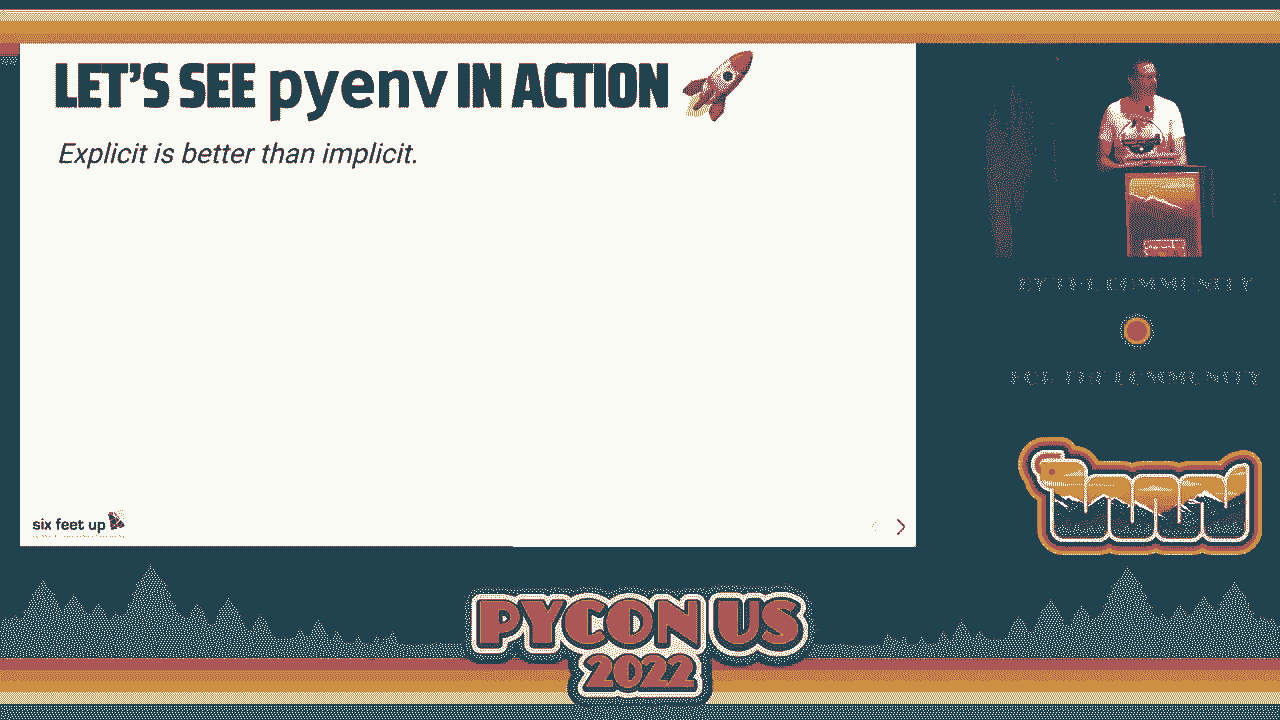 LET'S SEE pyenv IN ACTION
Explicit is better than implicit.
six feet up
BY THE COMMUNITY
FOR THE COMMUNITY
PYCON US
2022